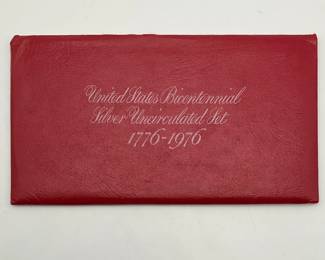 United States Bicentennial
Silver Uncirculated Set
1776-1976